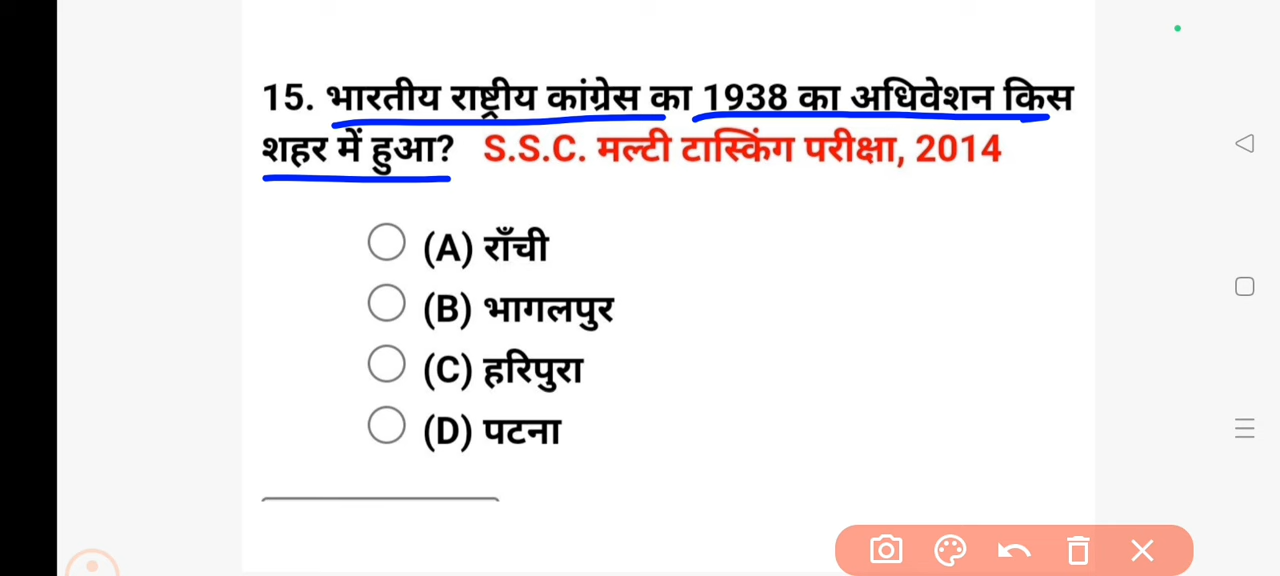 15. भारतीय राष्ट्रीय कांग्रेस का 1938 का अधिवेशन किस
शहर में हुआ? S.S.C. मल्टी टास्किंग परीक्षा, 2014
(A) राँची
(B) भागलपुर
(C) हरिपुरा
(D) पटना